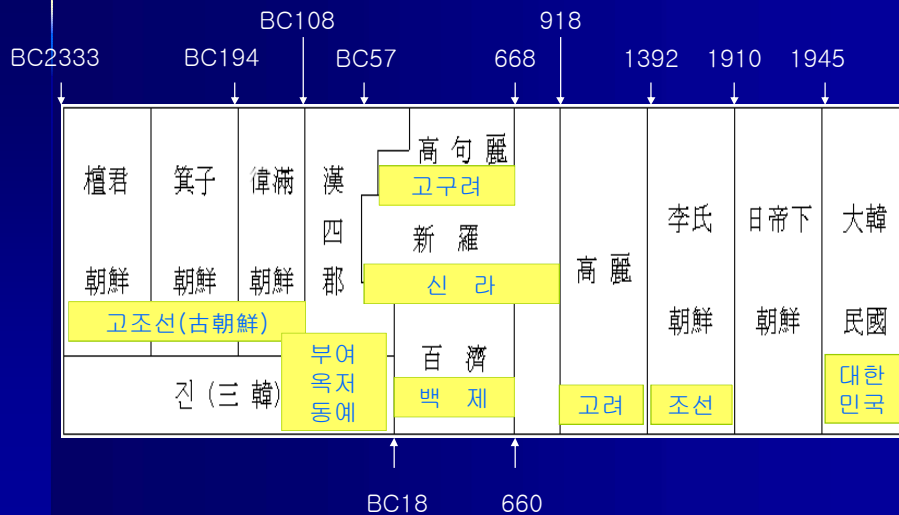 BC108
918
BC2333
BC194
BC57
668
1392
1910
1945
檀君
朝鮮
箕子
朝鮮
偉滿
朝鮮
고조선(古朝鮮)
漢
四
郡
高句麗
고구려
新羅
신 라
百濟
백 제
진 (三 韓)
부여
옥저
동예
高麗
고려
李氏
朝鮮
조선
日帝下
朝鮮
大韓
民國
대한
민국
BC18
660